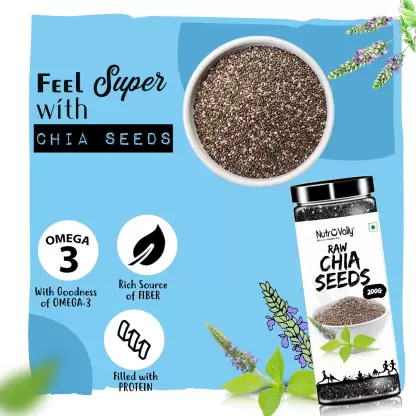 Feel Super
with
CHIA SEEDS
OMEGA
3
With Goodness
of OMEGA-3
Rich Source
of FIBER
Filled with
PROTEIN
NutroVally
RAW
CHIA
SEEDS
200G